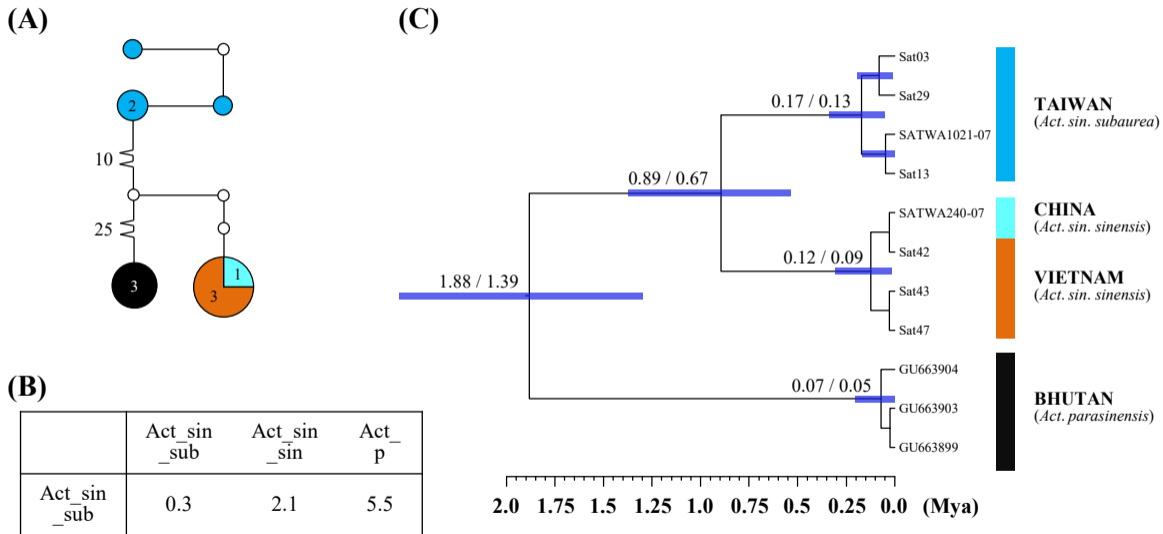 (A)
2
10
25
3
1
3
(B)
Act_sin
_sub
Act_sin
_sin
Act_
p
Act_sin
_sub
0.3
2.1
5.5
(C)
Sat03
Sat29
SATWA1021-07
Sat13
SATWA240-07
Sat42
Sat43
Sat47
GU663904
GU663903
GU663899
0.17 / 0.13
0.89 / 0.67
0.12 / 0.09
1.88 / 1.39
0.07 / 0.05
TAIWAN
(Act. sin. subaurea)
CHINA
(Act. sin. sinensis)
VIETNAM
(Act. sin. sinensis)
BHUTAN
(Act. parasinensis)
2.0 1.75 1.5 1.25 1.0 0.75 0.5 0.25 0.0 (Mya)